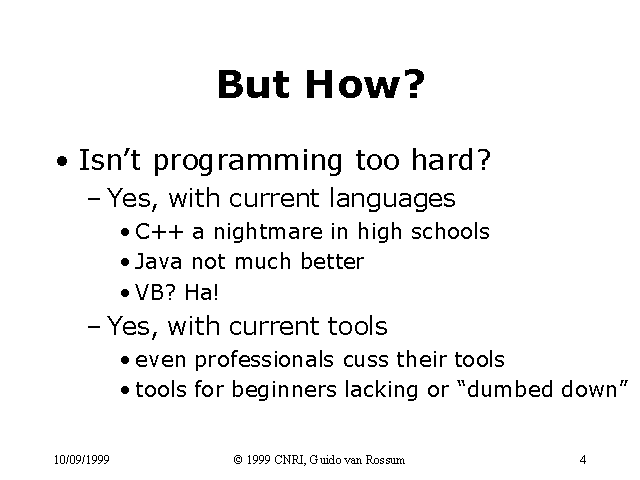 But How?
• Isn’t programming too hard?
– Yes, with current languages
• C++ a nightmare in high schools
• Java not much better
• VB? Ha!
– Yes, with current tools
• even professionals cuss their tools
• tools for beginners lacking or “dumbed down”
10/09/1999 © 1999 CNRI, Guido van Rossum 4